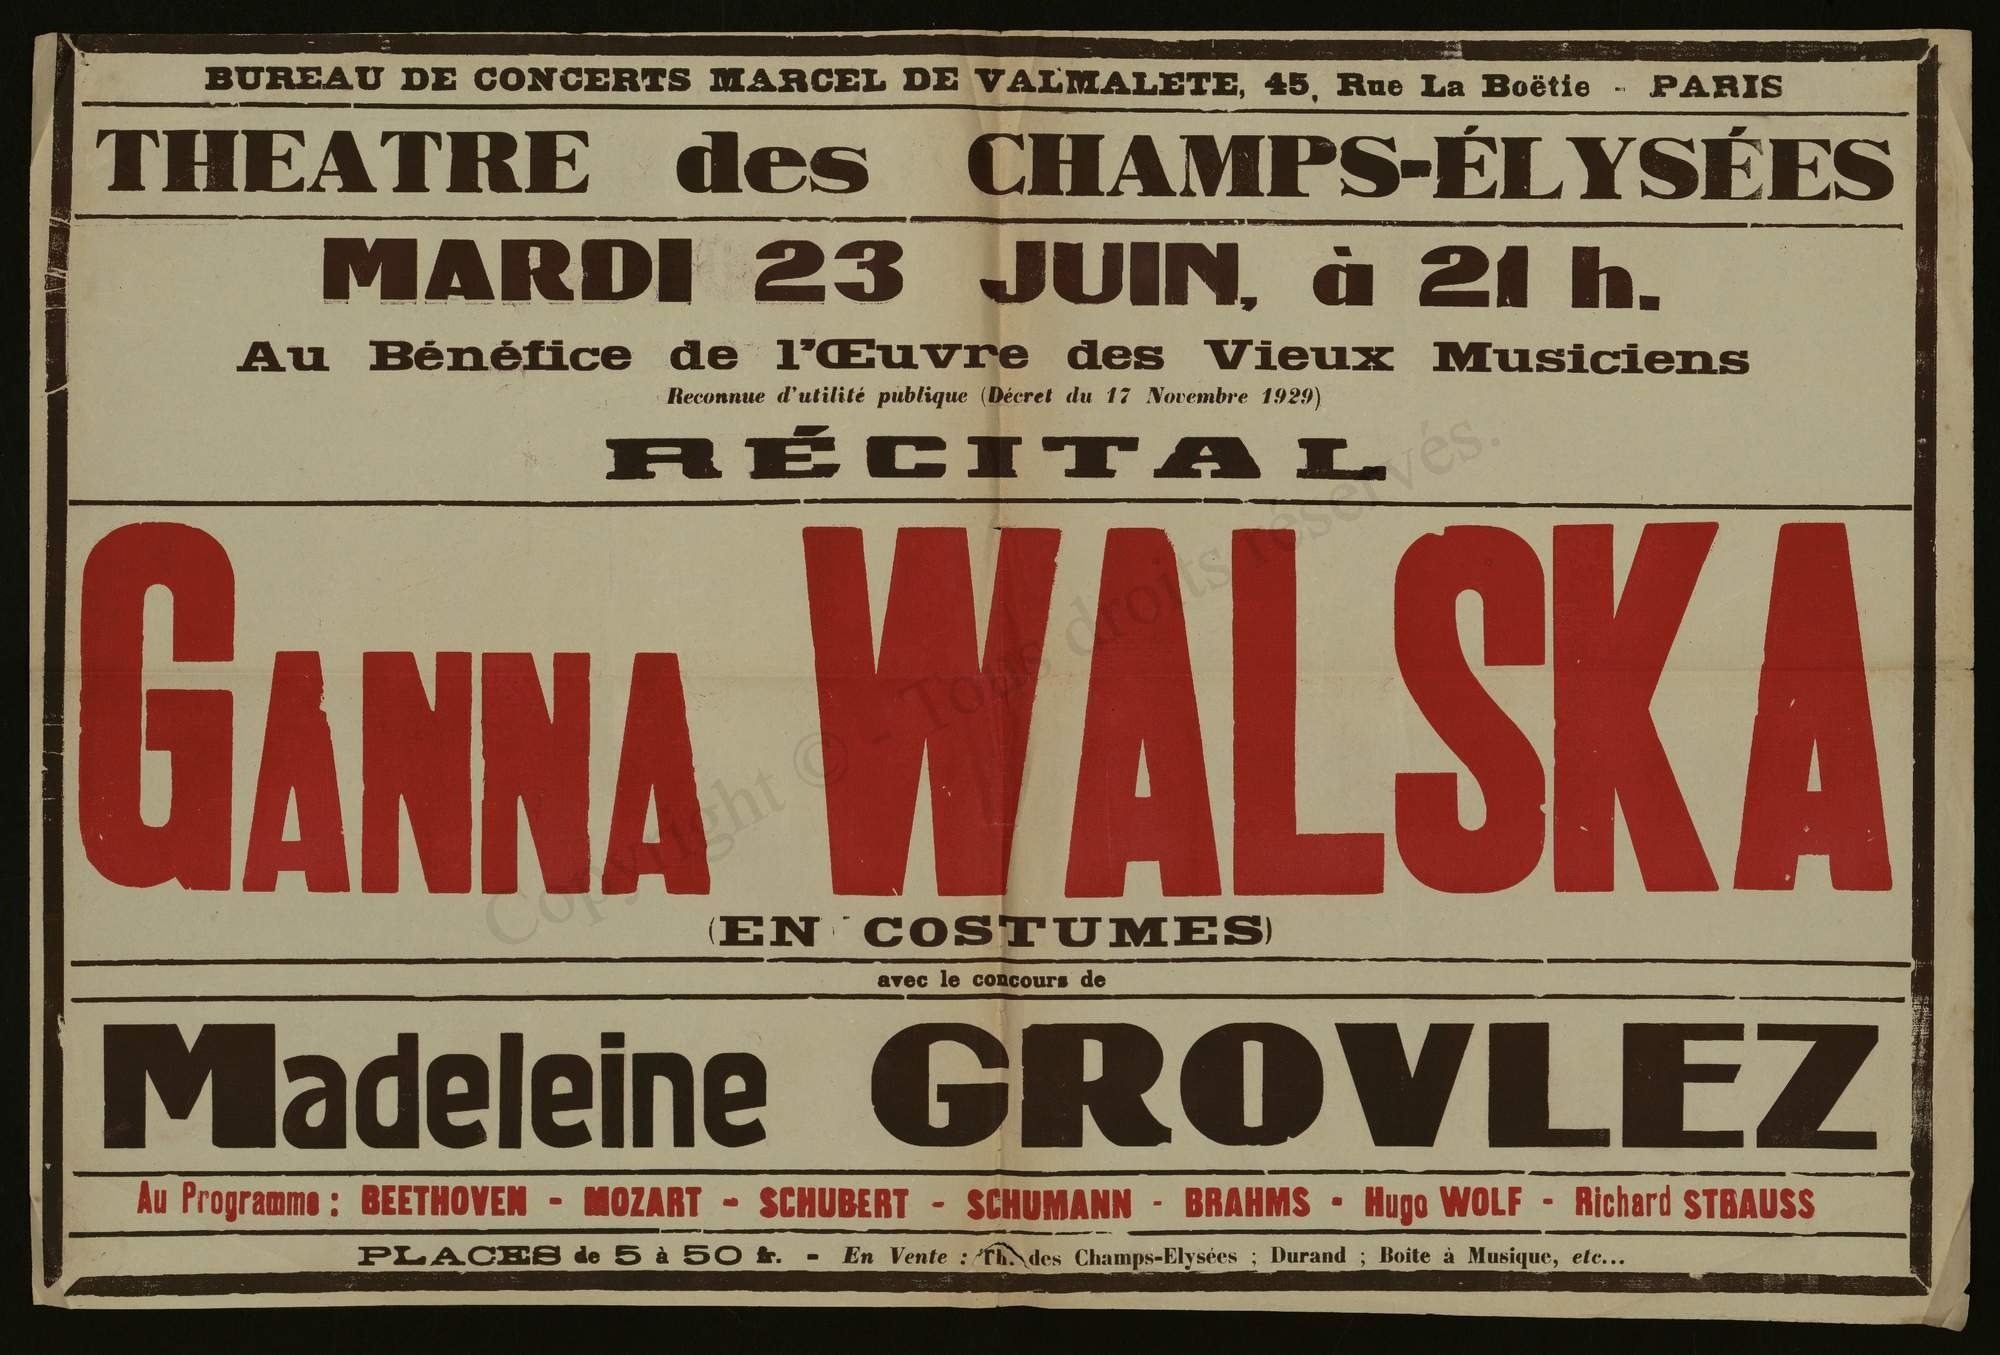 BUREAU DE CONCERTS MARCEL DE VALMALETE, 45, Rue La Boëtie - PARIS
THEATRE des CHAMPS-ÉLYSÉES
MARDI 23 JUIN, à 21 h.
Au Bénéfice de l'Œuvre des Vieux Musiciens
Reconnue d'utilité publique (Décret du 17 Novembre 1929)
RÉCITAL
GANNA WALSKA
(EN COSTUMES)
avec le concours de
Madeleine GROVLEZ
Au Programme : BEETHOVEN - MOZART - SCHUBERT - SCHUMANN - BRAHMS - Hugo WOLF - Richard STRAUSS
PLACES de 5 à 50 fr. - En Vente : Th. des Champs-Elysées ; Durand ; Boite à Musique, etc...
Copyright © - Tous droits réservés.